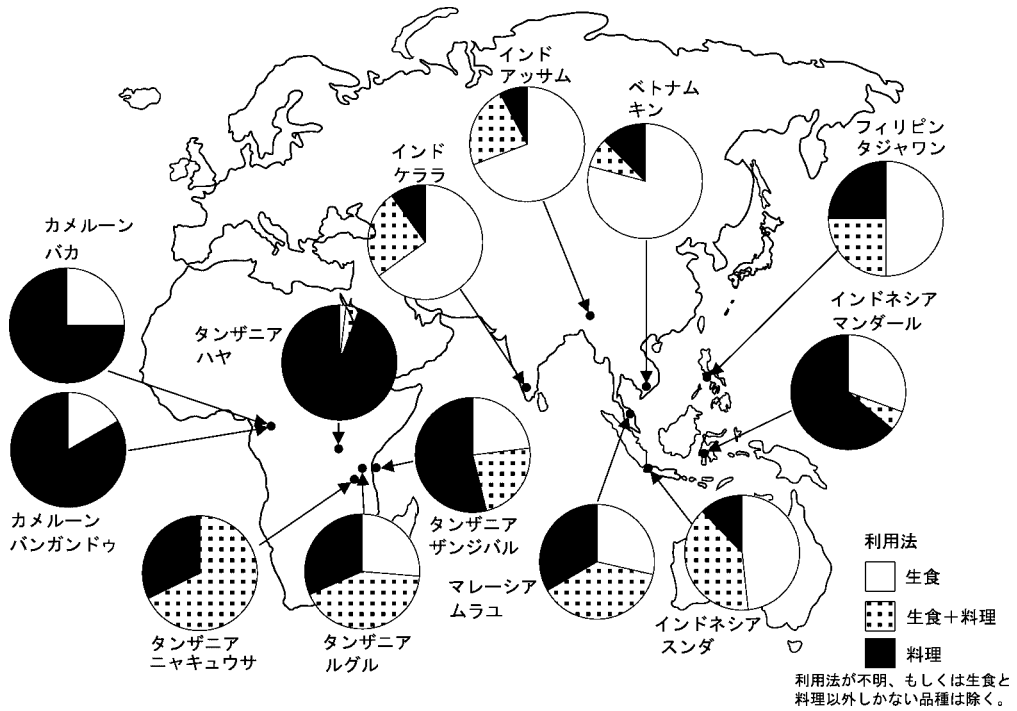 インド
アッサム
ベトナム
キン
フィリピン
タジャワン
インド
ケララ
カメルーン
バカ
インドネシア
マンダール
タンザニア
ハヤ
カメルーン
バンガンドゥ
タンザニア
ザンジバル
マレーシア
ムラユ
タンザニア
ニャキュウサ
タンザニア
ルグル
インドネシア
スンダ
利用法
生食
生食＋料理
料理
利用法が不明、もしくは生食と
料理以外しかない品種は除く。